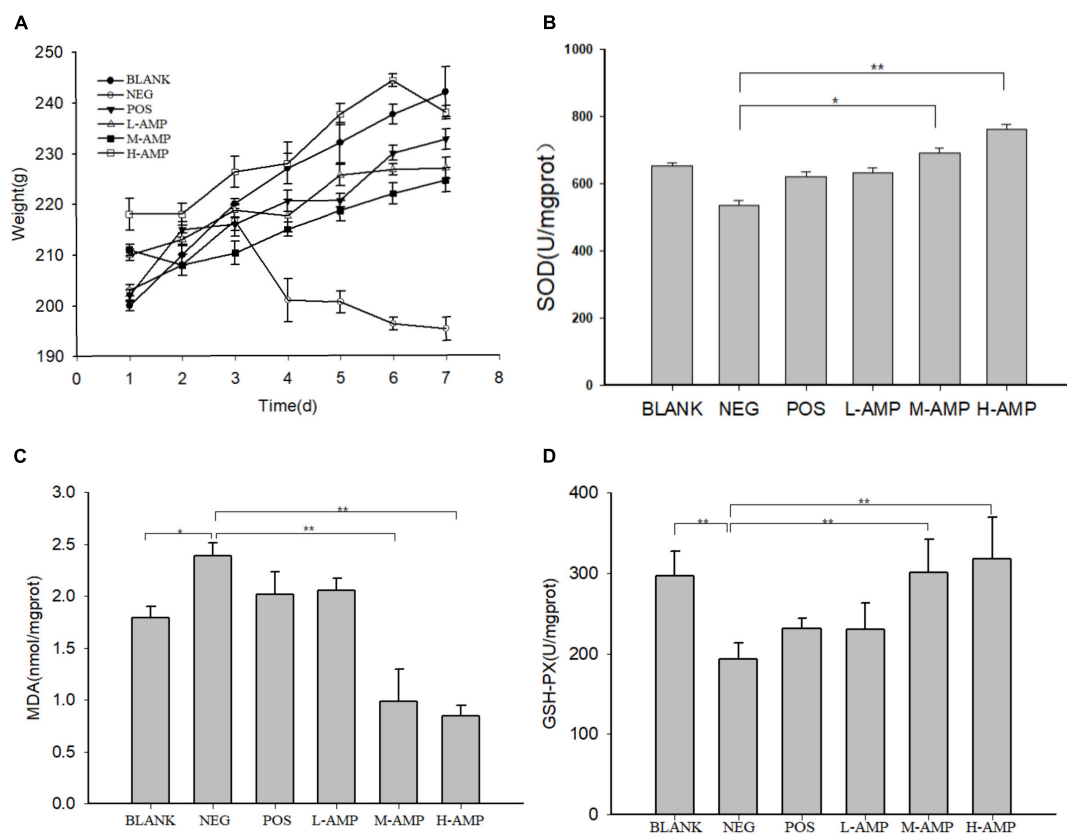 A
250
240
230
220
210
200
190
Weight(g)
BLANK
NEG
POS
L-AMP
M-AMP
H-AMP
0 1 2 3 4 5 6 7 8
Time(d)
B
1000
800
600
400
200
0
SOD(U/mgprot)
**
*
BLANK NEG POS L-AMP M-AMP H-AMP
C
3.0
2.5
2.0
1.5
1.0
0.5
0.0
MDA(nmol/mgprot)
**
* **
BLANK NEG POS L-AMP M-AMP H-AMP
D
400
300
200
100
0
GSH-PX(U/mgprot)
**
** **
BLANK NEG POS L-AMP M-AMP H-AMP